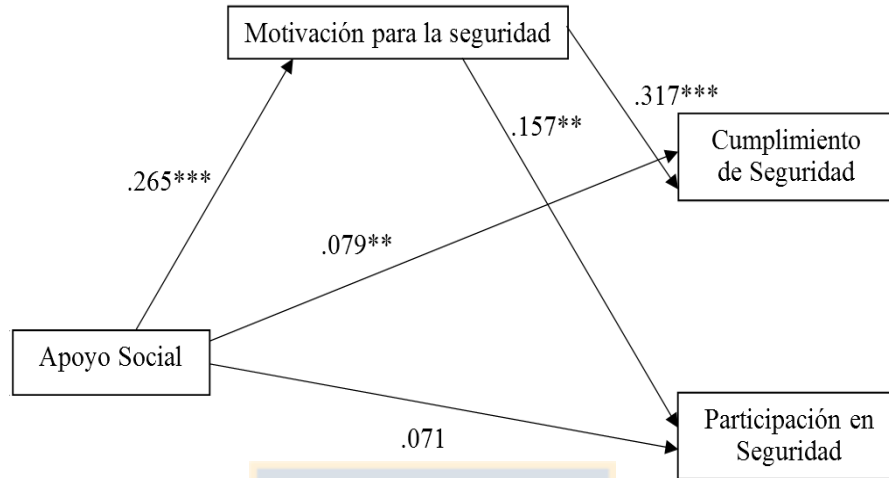 Motivación para la seguridad
.317***
.157**
Cumplimiento
de Seguridad
.265***
.079**
Apoyo Social
.071
Participación en
Seguridad